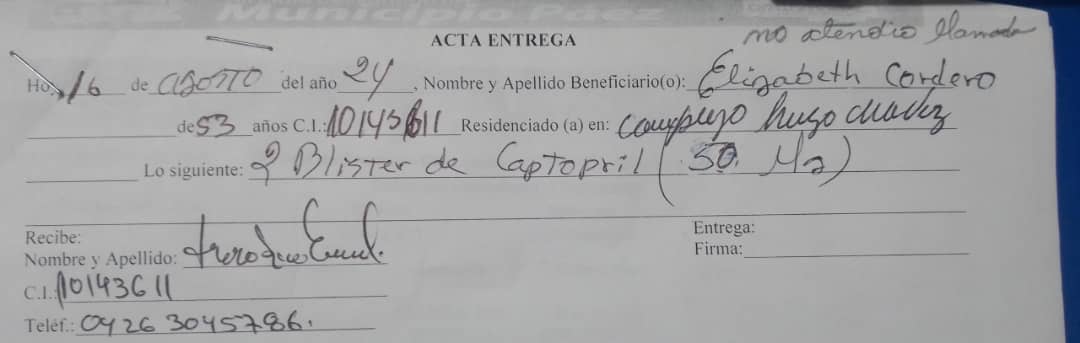 Municipio Páez
ACTA ENTREGA
no atendio llamada
Hoy, 16 de agosto del año 24, Nombre y Apellido Beneficiario(o): Elizabeth Cordero
de 53 años C.I.: 10143611 Residenciado (a) en: Complejo hugo chavez
Lo siguiente: 2 Blister de Captopril (50. Mg)
Recibe:
Entrega:
Nombre y Apellido:
Firma:
C.I.: 10143611
Teléf.: 0426 3045786.